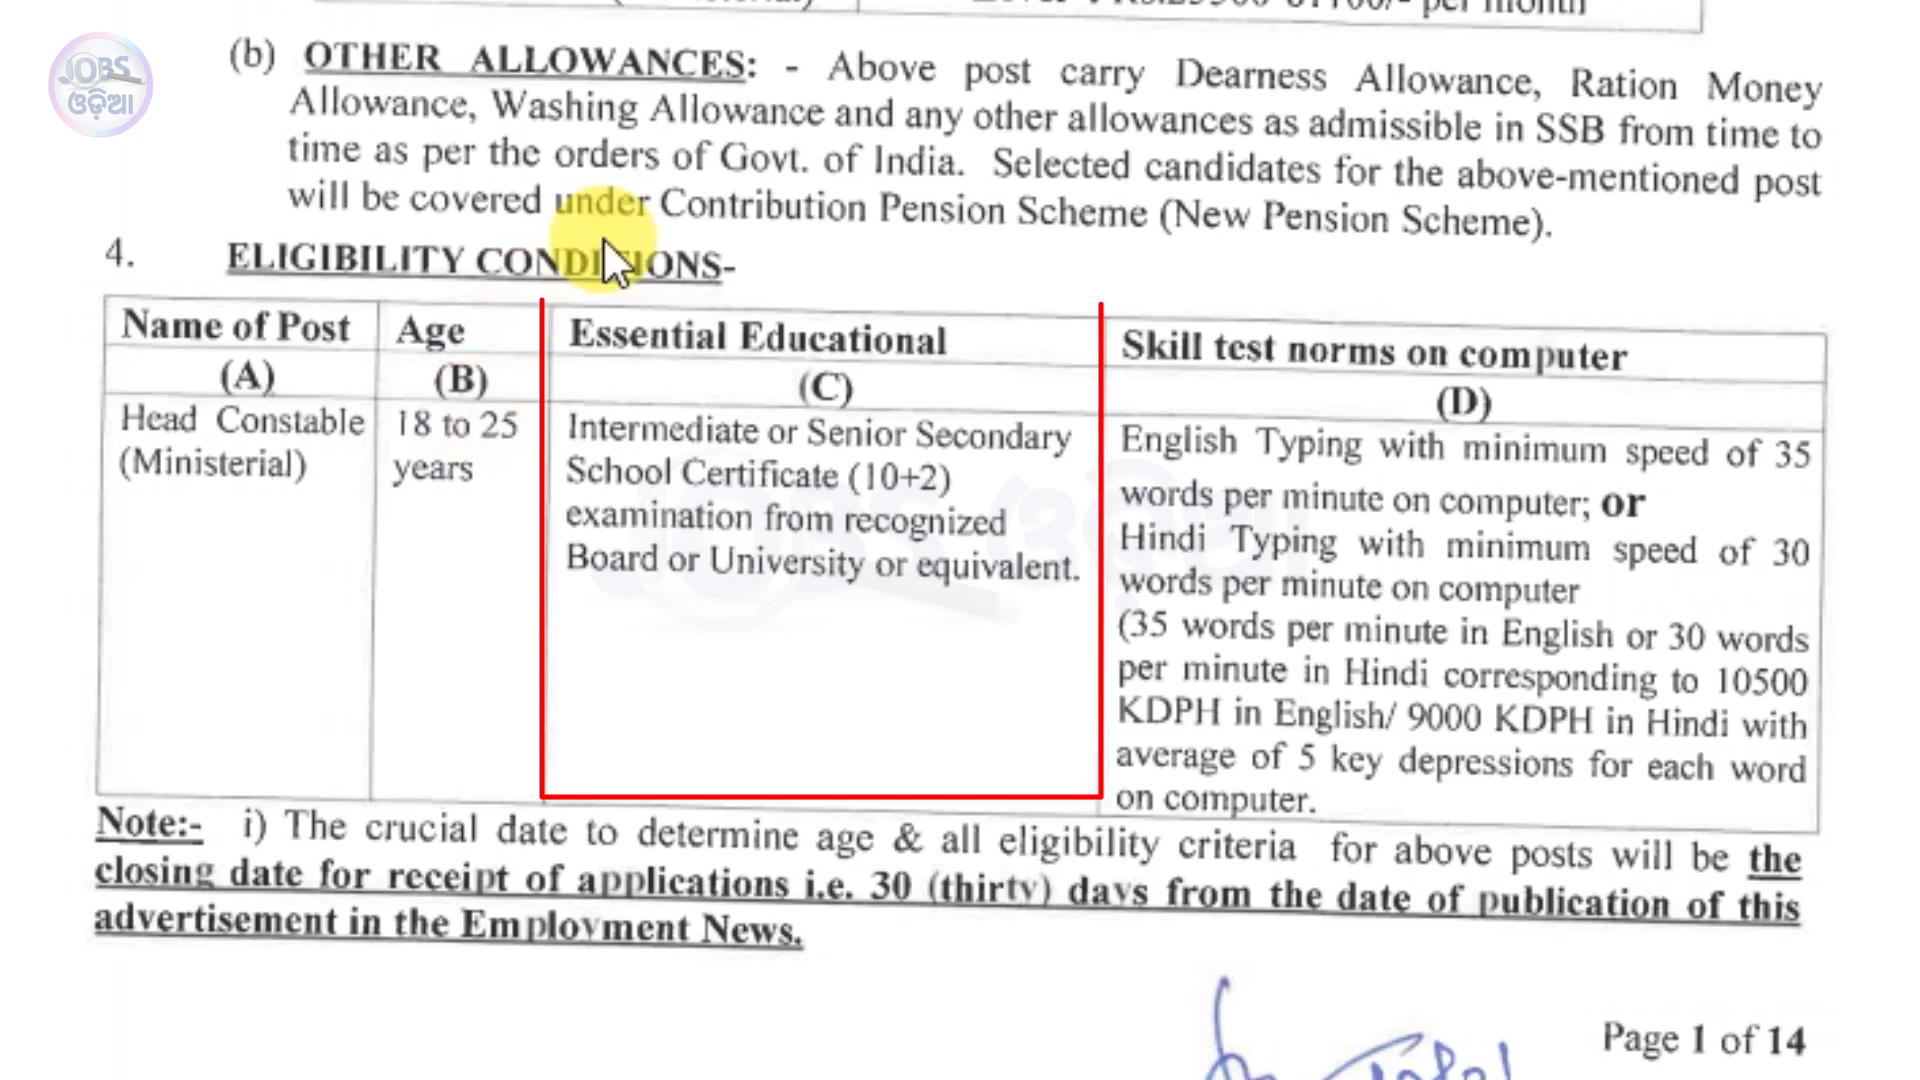 JOBS
ଓଡ଼ିଆ
per month
(b) OTHER ALLOWANCES: - Above post carry Dearness Allowance, Ration Money
Allowance, Washing Allowance and any other allowances as admissible in SSB from time to
time as per the orders of Govt. of India. Selected candidates for the above-mentioned post
will be covered under Contribution Pension Scheme (New Pension Scheme).
4. ELIGIBILITY CONDITIONS-
Name of Post
(A)
Age
(B)
Essential Educational
(C)
Skill test norms on computer
(D)
Head Constable
(Ministerial)
18 to 25
years
Intermediate or Senior Secondary
School Certificate (10+2)
examination from recognized
Board or University or equivalent.
English Typing with minimum speed of 35
words per minute on computer; or
Hindi Typing with minimum speed of 30
words per minute on computer
(35 words per minute in English or 30 words
per minute in Hindi corresponding to 10500
KDPH in English/ 9000 KDPH in Hindi with
average of 5 key depressions for each word
on computer.
Note:- i) The crucial date to determine age & all eligibility criteria for above posts will be the
closing date for receipt of applications i.e. 30 (thirty) days from the date of publication of this
advertisement in the Employment News.
Page 1 of 14